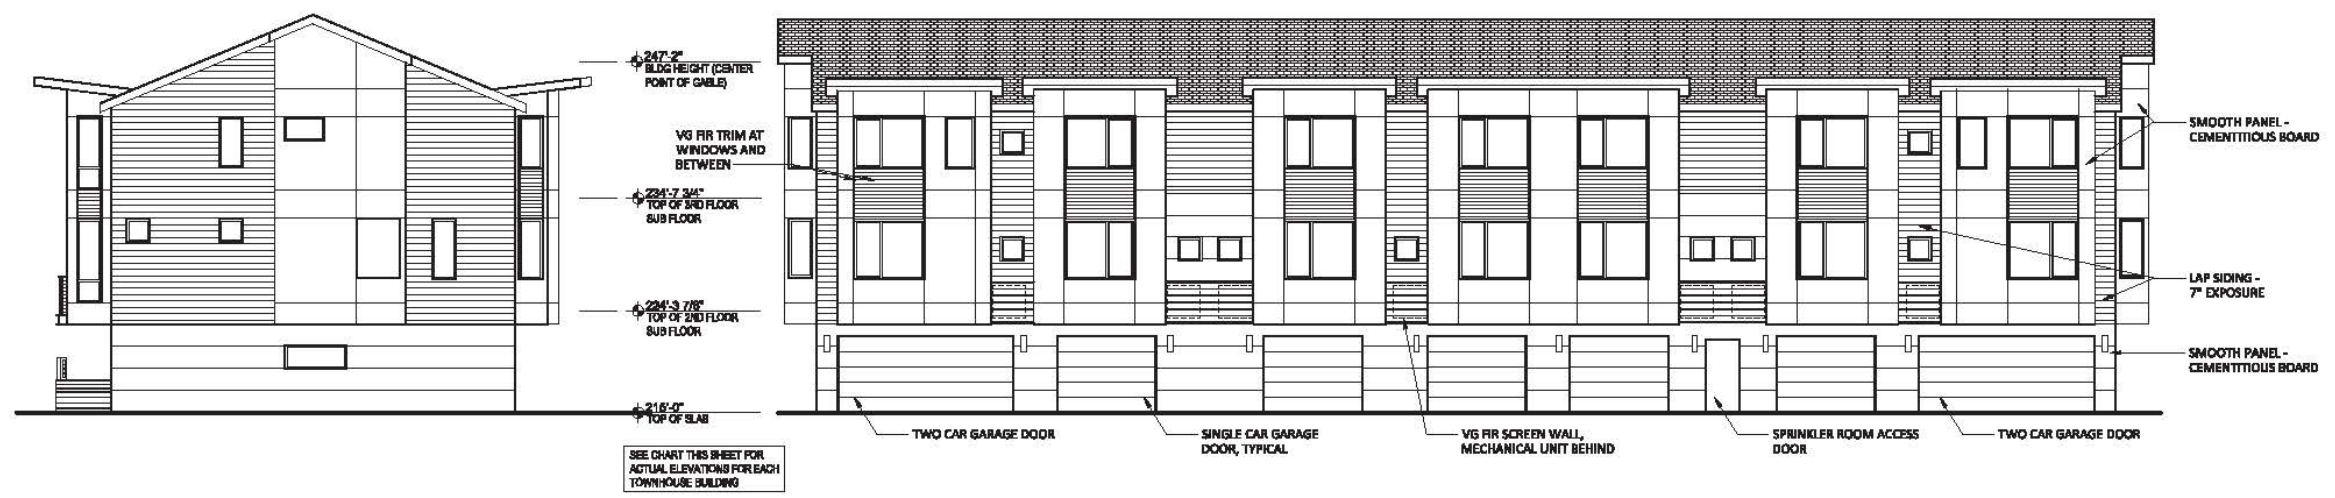 247'-2"
BLDG HEIGHT (CENTER
POINT OF GABLE)
VG FIR TRIM AT
WINDOWS AND
BETWEEN
234'-7 3/4"
TOP OF 3RD FLOOR
SUB FLOOR
224'-3 7/8"
TOP OF 2ND FLOOR
SUB FLOOR
215'-0"
TOP OF SLAB
SEE CHART THIS SHEET FOR
ACTUAL ELEVATIONS FOR EACH
TOWNHOUSE BUILDING
SMOOTH PANEL -
CEMENTITIOUS BOARD
LAP SIDING -
7" EXPOSURE
SMOOTH PANEL -
CEMENTITIOUS BOARD
TWO CAR GARAGE DOOR
SINGLE CAR GARAGE
DOOR, TYPICAL
VG FIR SCREEN WALL,
MECHANICAL UNIT BEHIND
SPRINKLER ROOM ACCESS
DOOR
TWO CAR GARAGE DOOR